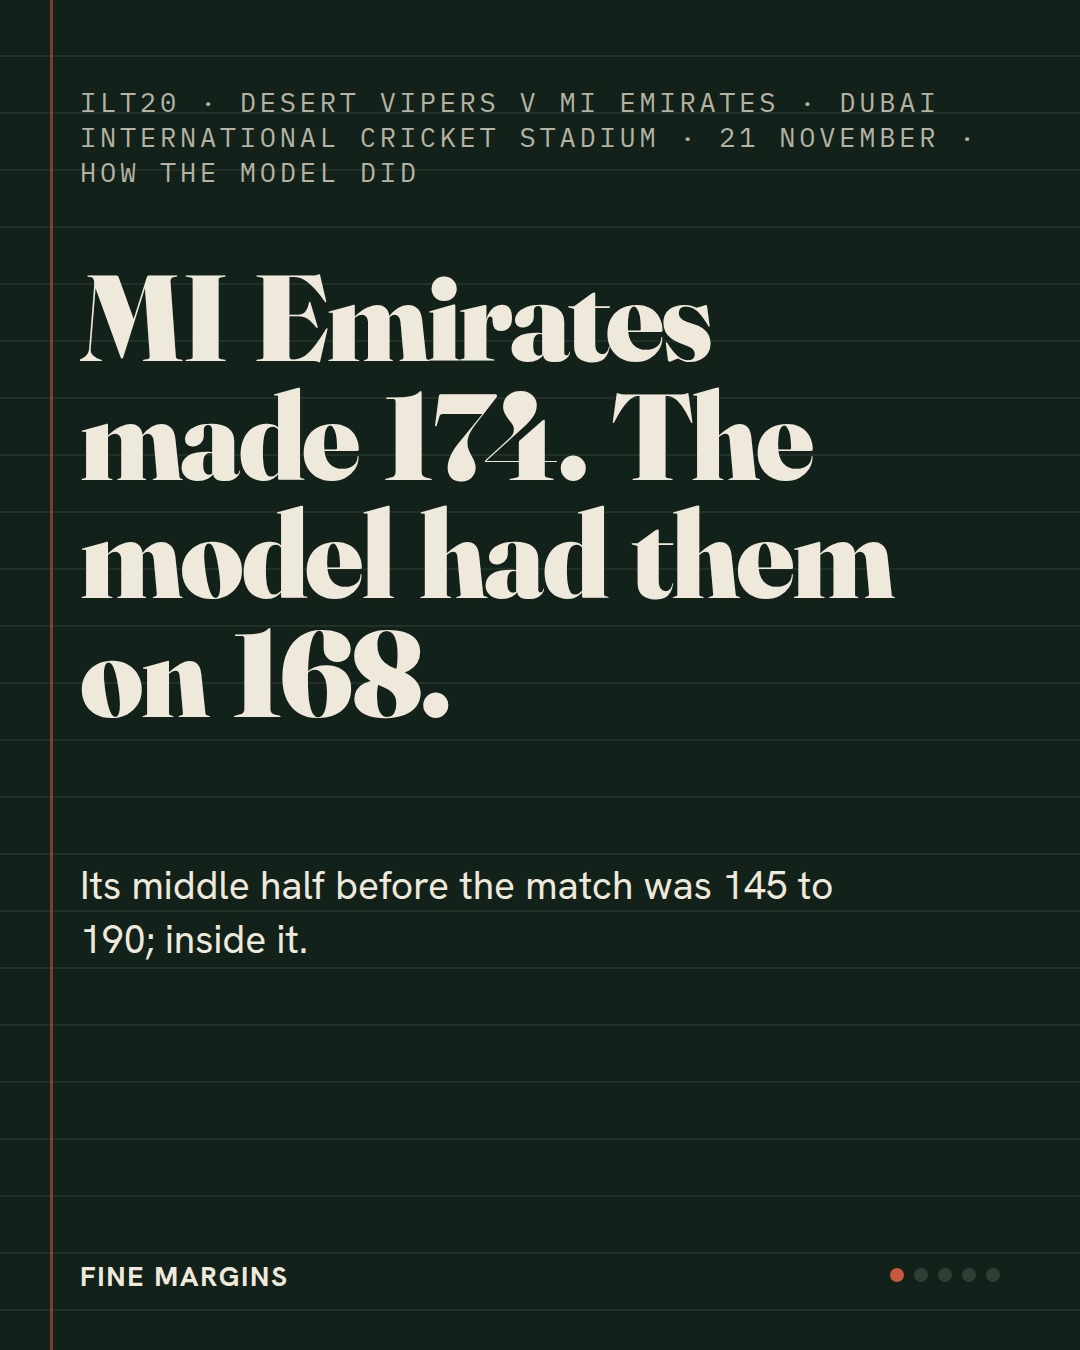 ILT20 · DESERT VIPERS V MI EMIRATES · DUBAI
INTERNATIONAL CRICKET STADIUM · 21 NOVEMBER ·
HOW THE MODEL DID
MI Emirates
made 174. The
model had them
on 168.
Its middle half before the match was 145 to
190; inside it.
FINE MARGINS